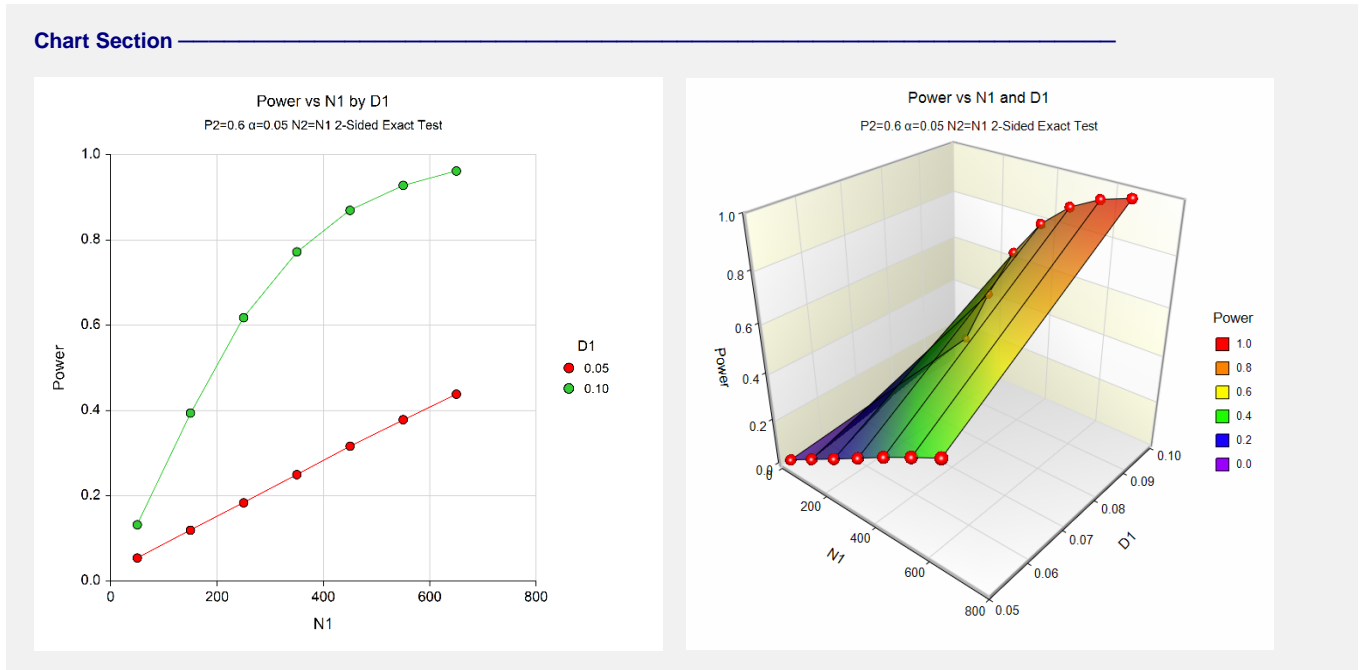 Chart Section
Power vs N1 by D1
P2=0.6 α=0.05 N2=N1 2-Sided Exact Test
1.0
0.8
0.6
0.4
0.2
0.0
Power
0 200 400 600 800
N1
D1
0.05
0.10
Power vs N1 and D1
P2=0.6 α=0.05 N2=N1 2-Sided Exact Test
1.0
0.8
0.6
0.4
0.2
0.0
Power
0
200
400
600
800
N1
0.05
0.06
0.07
0.08
0.09
0.10
D1
Power
1.0
0.8
0.6
0.4
0.2
0.0